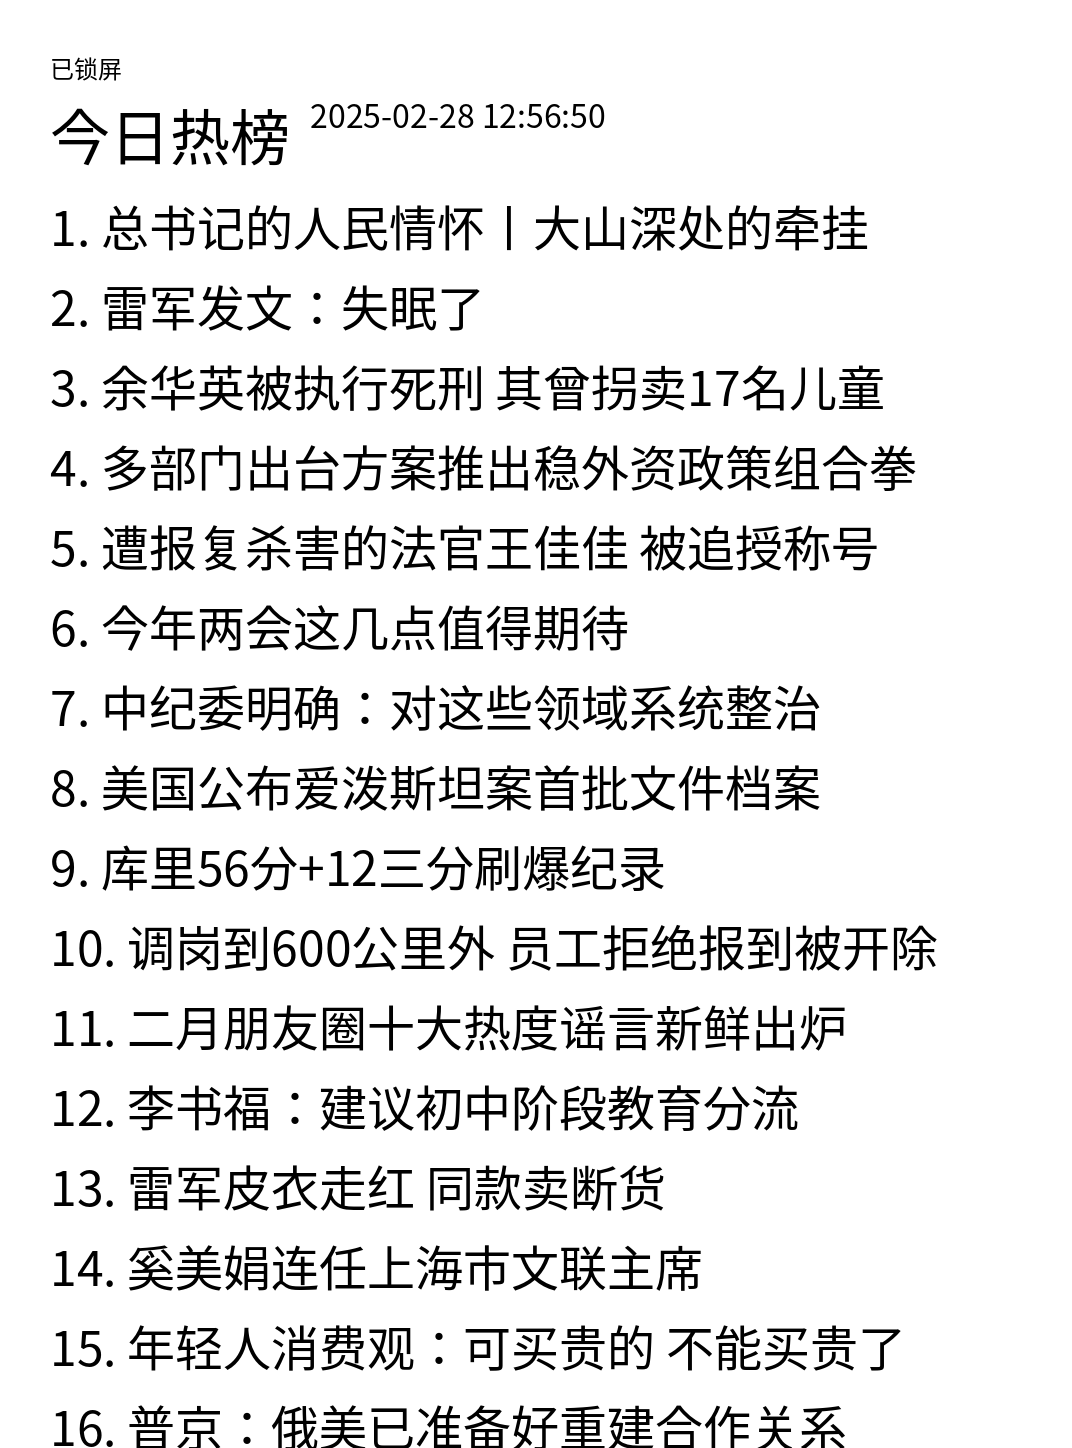 已锁屏
今日热榜 2025-02-28 12:56:50
1. 总书记的人民情怀丨大山深处的牵挂
2. 雷军发文：失眠了
3. 余华英被执行死刑 其曾拐卖17名儿童
4. 多部门出台方案推出稳外资政策组合拳
5. 遭报复杀害的法官王佳佳 被追授称号
6. 今年两会这几点值得期待
7. 中纪委明确：对这些领域系统整治
8. 美国公布爱泼斯坦案首批文件档案
9. 库里56分+12三分刷爆纪录
10. 调岗到600公里外 员工拒绝报到被开除
11. 二月朋友圈十大热度谣言新鲜出炉
12. 李书福：建议初中阶段教育分流
13. 雷军皮衣走红 同款卖断货
14. 奚美娟连任上海市文联主席
15. 年轻人消费观：可买贵的 不能买贵了
16. 普京：俄美已准备好重建合作关系